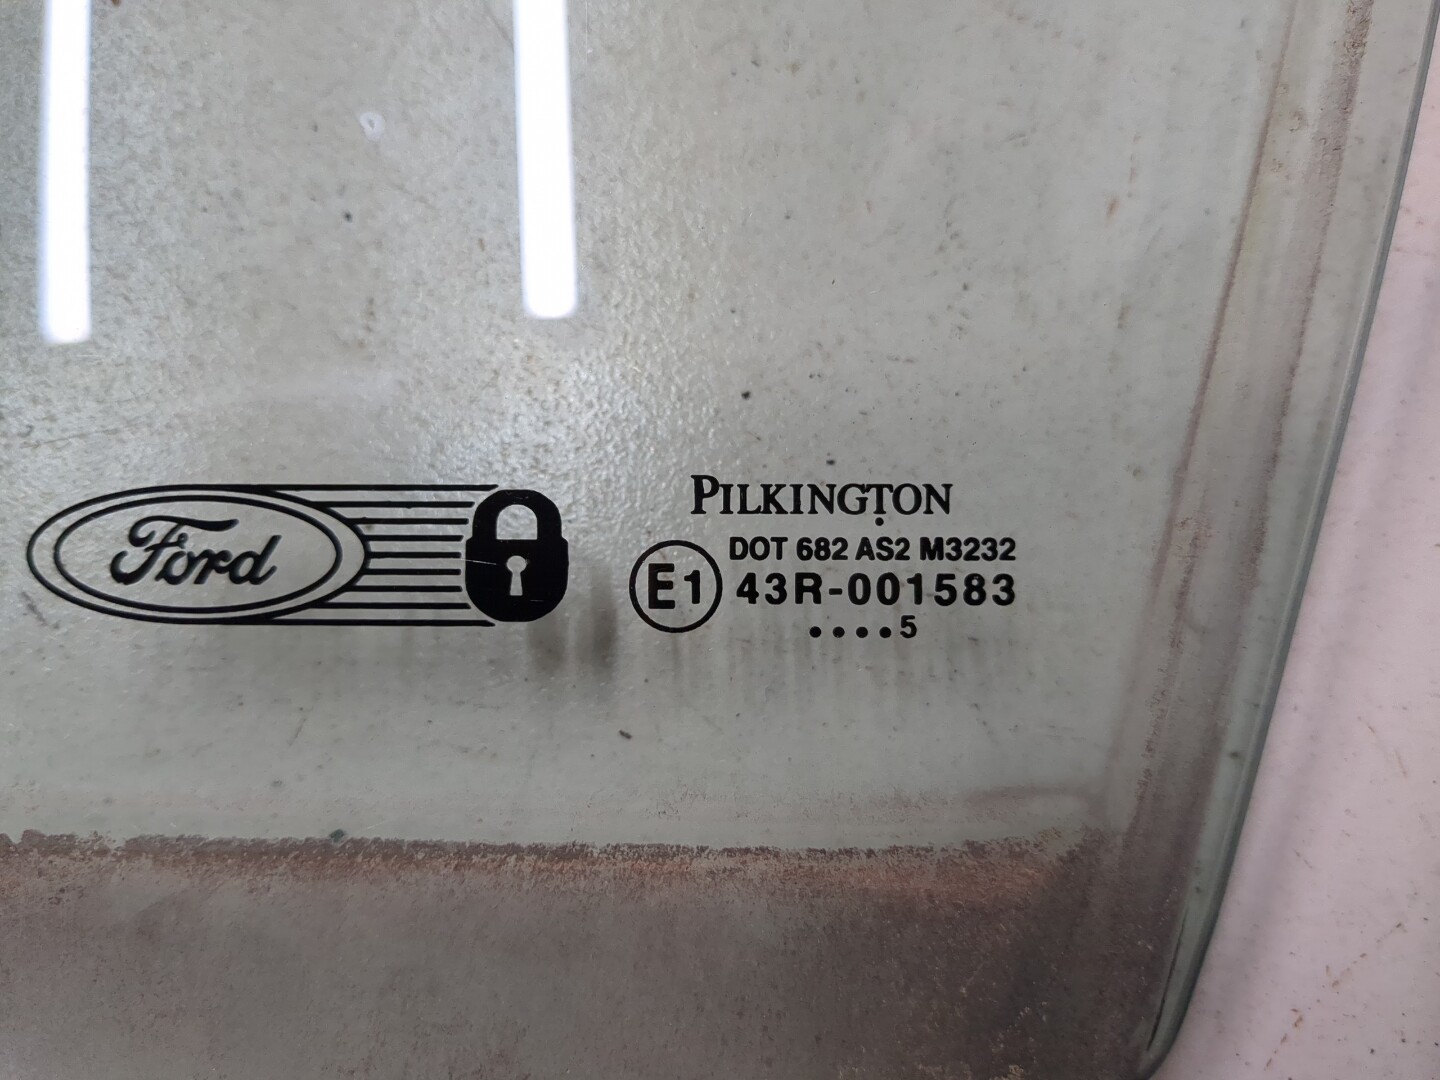 Ford
PILKINGTON
DOT 682 AS2 M3232
E1 43R-001583
....5